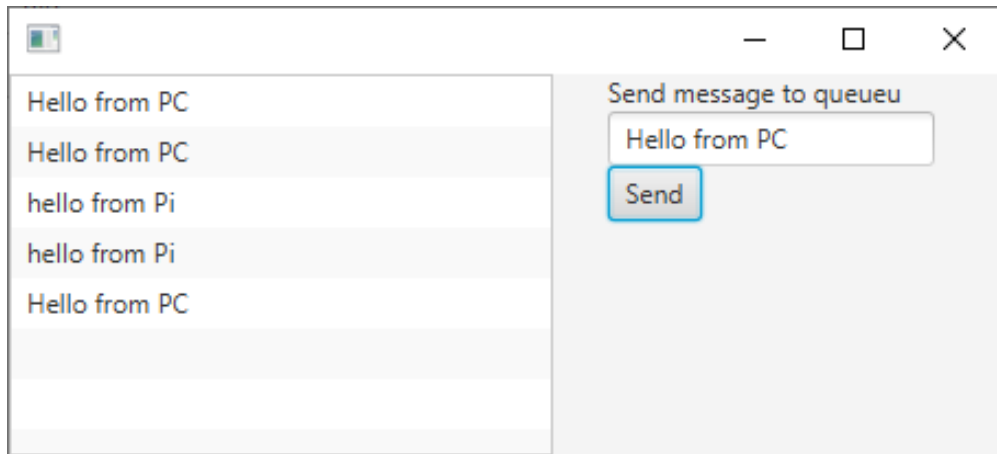 Hello from PC
Hello from PC
hello from Pi
hello from Pi
Hello from PC
Send message to queueu
Hello from PC
Send